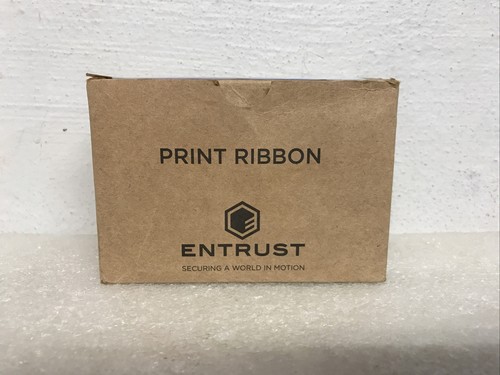 PRINT RIBBON
ENTRUST
SECURING A WORLD IN MOTION